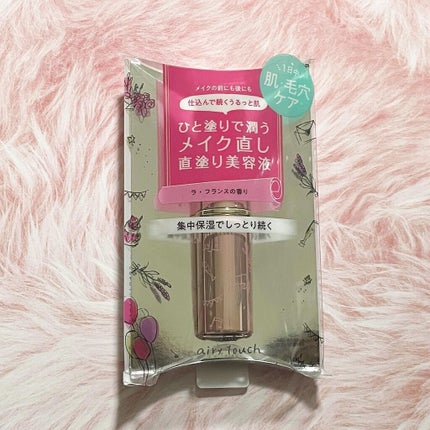 メイクの前にも後にも
仕込んで続くうるっと肌
ひと塗りで潤う
メイク直し
直塗り美容液
ラ・フランスの香り
1日中
肌・毛穴
ケア
集中保湿でしっとり続く
airy touch